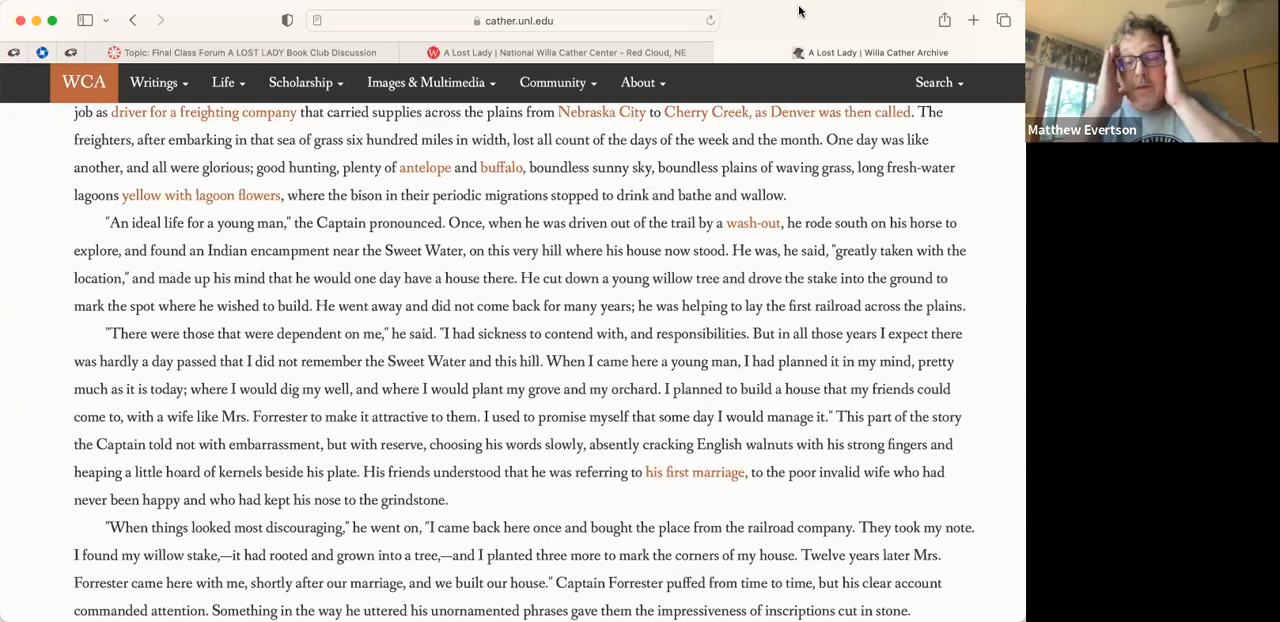 cather.unl.edu
Topic: Final Class Forum A LOST LADY Book Club Discussion
A Lost Lady | National Willa Cather Center - Red Cloud, NE
A Lost Lady | Willa Cather Archive
WCA Writings Life Scholarship Images & Multimedia Community About Search
Matthew Evertson
job as driver for a freighting company that carried supplies across the plains from Nebraska City to Cherry Creek, as Denver was then called. The
freighters, after embarking in that sea of grass six hundred miles in width, lost all count of the days of the week and the month. One day was like
another, and all were glorious; good hunting, plenty of antelope and buffalo, boundless sunny sky, boundless plains of waving grass, long fresh-water
lagoons yellow with lagoon flowers, where the bison in their periodic migrations stopped to drink and bathe and wallow.
"An ideal life for a young man," the Captain pronounced. Once, when he was driven out of the trail by a wash-out, he rode south on his horse to
explore, and found an Indian encampment near the Sweet Water, on this very hill where his house now stood. He was, he said, "greatly taken with the
location," and made up his mind that he would one day have a house there. He cut down a young willow tree and drove the stake into the ground to
mark the spot where he wished to build. He went away and did not come back for many years; he was helping to lay the first railroad across the plains.
"There were those that were dependent on me," he said. "I had sickness to contend with, and responsibilities. But in all those years I expect there
was hardly a day passed that I did not remember the Sweet Water and this hill. When I came here a young man, I had planned it in my mind, pretty
much as it is today; where I would dig my well, and where I would plant my grove and my orchard. I planned to build a house that my friends could
come to, with a wife like Mrs. Forrester to make it attractive to them. I used to promise myself that some day I would manage it." This part of the story
the Captain told not with embarrassment, but with reserve, choosing his words slowly, absently cracking English walnuts with his strong fingers and
heaping a little hoard of kernels beside his plate. His friends understood that he was referring to his first marriage, to the poor invalid wife who had
never been happy and who had kept his nose to the grindstone.
"When things looked most discouraging," he went on, "I came back here once and bought the place from the railroad company. They took my note.
I found my willow stake,—it had rooted and grown into a tree,—and I planted three more to mark the corners of my house. Twelve years later Mrs.
Forrester came here with me, shortly after our marriage, and we built our house." Captain Forrester puffed from time to time, but his clear account
commanded attention. Something in the way he uttered his unornamented phrases gave them the impressiveness of inscriptions cut in stone.